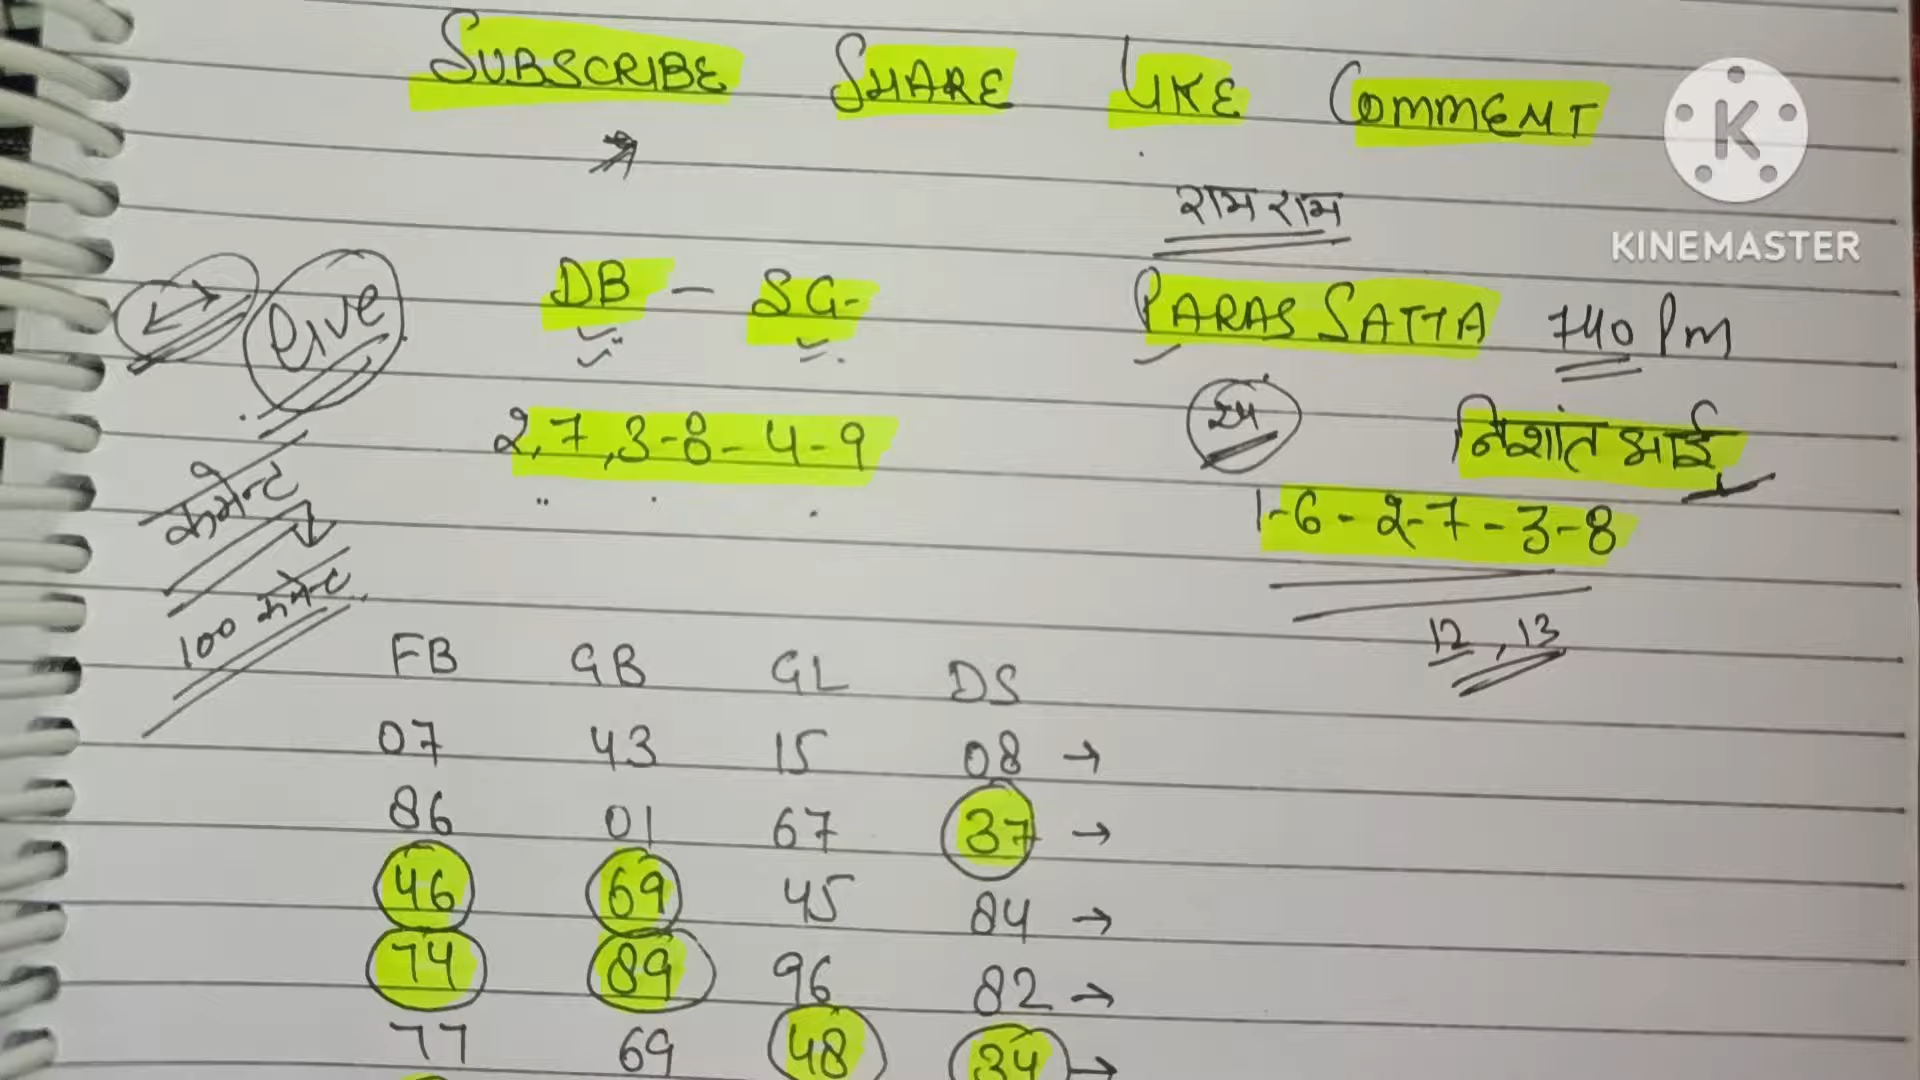 SUBSCRIBE SHARE LIKE COMMENT
राम राम
KINEMASTER
live
DB - SG-
PARAS SATTA 740 Pm
2,7,3-8-4-9
निशांत भाई
कमेन्ट
1-6-2-7-3-8
100 कमेन्ट
12, 13
FB GB GL DS
07 43 15 08 →
86 01 67 37 →
46 69 45 84 →
74 89 96 82 →
77 69 48 34 →